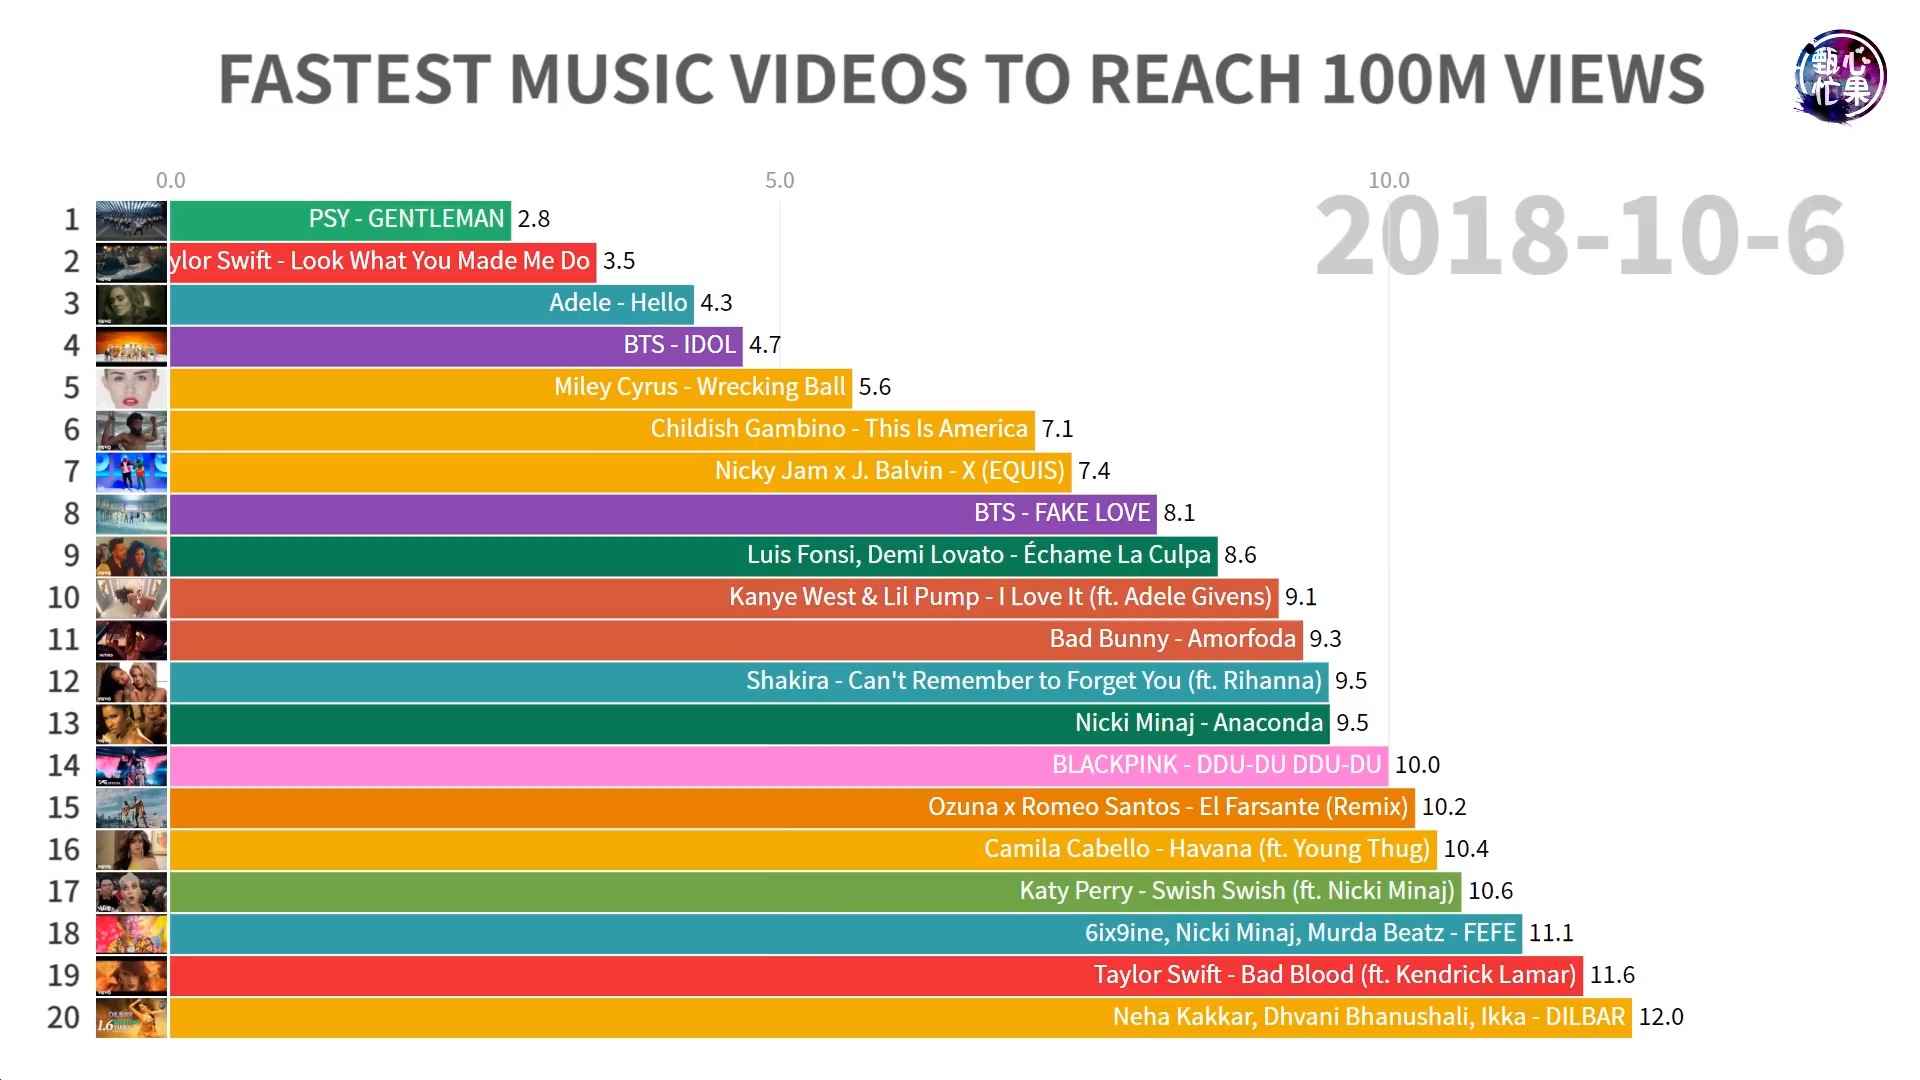 FASTEST MUSIC VIDEOS TO REACH 100M VIEWS
甄心
忙果
0.0 5.0 10.0
2018-10-6
1 PSY - GENTLEMAN 2.8
2 ylor Swift - Look What You Made Me Do 3.5
3 Adele - Hello 4.3
4 BTS - IDOL 4.7
5 Miley Cyrus - Wrecking Ball 5.6
6 Childish Gambino - This Is America 7.1
7 Nicky Jam x J. Balvin - X (EQUIS) 7.4
8 BTS - FAKE LOVE 8.1
9 Luis Fonsi, Demi Lovato - Échame La Culpa 8.6
10 Kanye West & Lil Pump - I Love It (ft. Adele Givens) 9.1
11 Bad Bunny - Amorfoda 9.3
12 Shakira - Can't Remember to Forget You (ft. Rihanna) 9.5
13 Nicki Minaj - Anaconda 9.5
14 BLACKPINK - DDU-DU DDU-DU 10.0
15 Ozuna x Romeo Santos - El Farsante (Remix) 10.2
16 Camila Cabello - Havana (ft. Young Thug) 10.4
17 Katy Perry - Swish Swish (ft. Nicki Minaj) 10.6
18 6ix9ine, Nicki Minaj, Murda Beatz - FEFE 11.1
19 Taylor Swift - Bad Blood (ft. Kendrick Lamar) 11.6
20 DILBAR 1.6 Neha Kakkar, Dhvani Bhanushali, Ikka - DILBAR 12.0